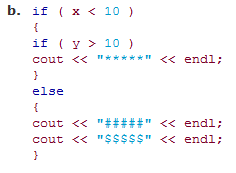 b. if ( x < 10 )
{
if ( y > 10 )
cout << "*****" << endl;
}
else
{
cout << "#####" << endl;
cout << "$$$$$" << endl;
}